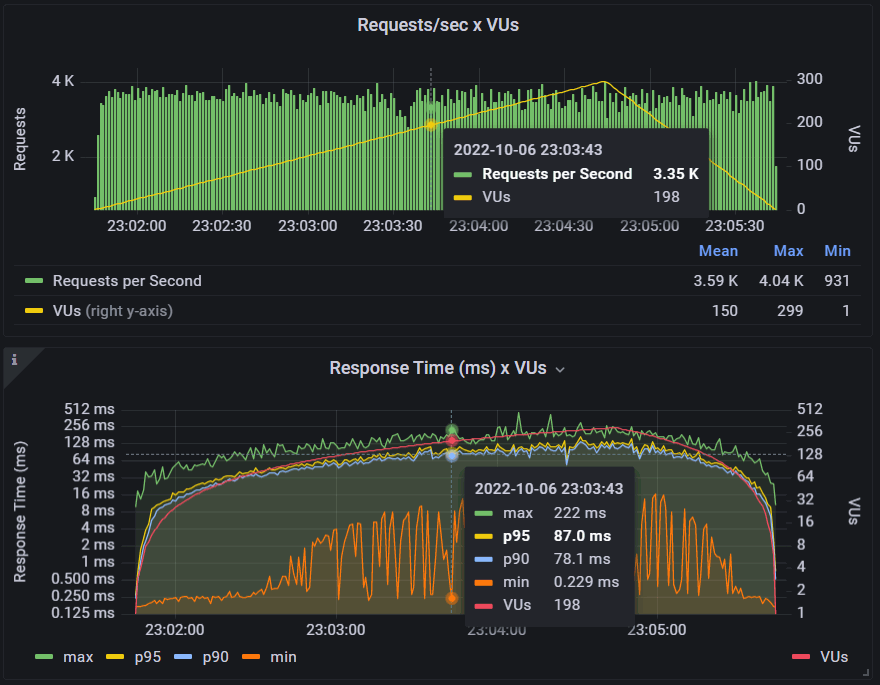 Requests/sec x VUs
4 K
2 K
Requests
300
200
100
0
VUs
2022-10-06 23:03:43
Requests per Second 3.35 K
VUs 198
23:02:00 23:02:30 23:03:00 23:03:30 23:04:00 23:04:30 23:05:00 23:05:30
Mean Max Min
Requests per Second 3.59 K 4.04 K 931
VUs (right y-axis) 150 299 1
i
Response Time (ms) x VUs
512 ms
256 ms
128 ms
64 ms
32 ms
16 ms
8 ms
4 ms
2 ms
1 ms
0.500 ms
0.250 ms
0.125 ms
Response Time (ms)
512
256
128
64
32
16
8
4
2
1
VUs
2022-10-06 23:03:43
max 222 ms
p95 87.0 ms
p90 78.1 ms
min 0.229 ms
VUs 198
23:02:00 23:03:00 23:04:00 23:05:00
max p95 p90 min VUs